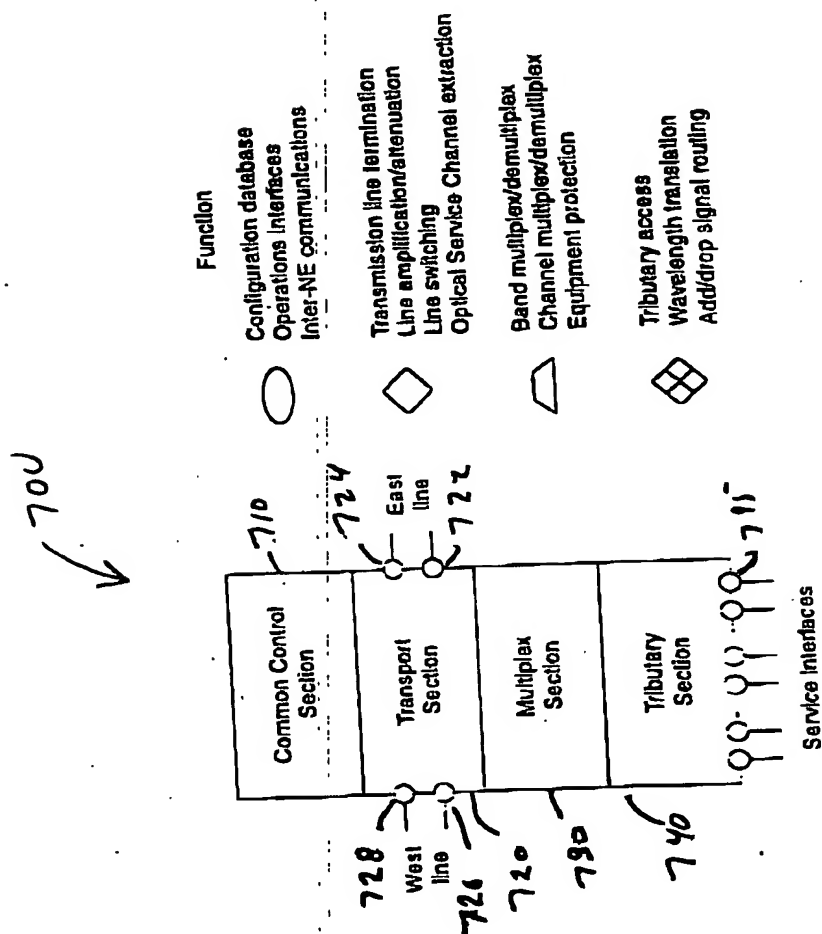 700
Function
Common Control
Section
710
Configuration database
Operations Interfaces
Inter-NE communications
728
West
line
726
Transport
Section
724
East
line
722
Transmission line termination
Line amplification/attenuation
Line switching
Optical Service Channel extraction
720
Multiplex
Section
730
Band multiplex/demultiplex
Channel multiplex/demultiplex
Equipment protection
Tributary
Section
740
Tributary access
Wavelength translation
Add/drop signal routing
Service Interfaces